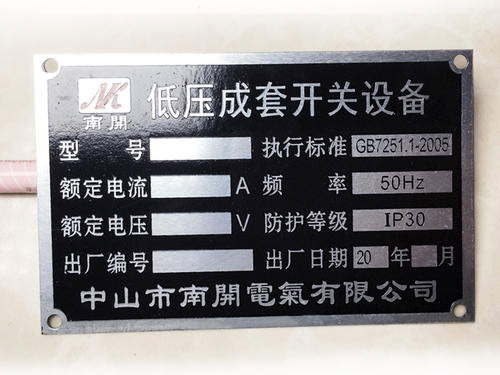 NK 低压成套开关设备
南開
型 号 执行标准 GB7251.1-2005
额定电流 A 频 率 50Hz
额定电压 V 防护等级 IP30
出厂编号 出厂日期 20 年 月
中山市南開電氣有限公司